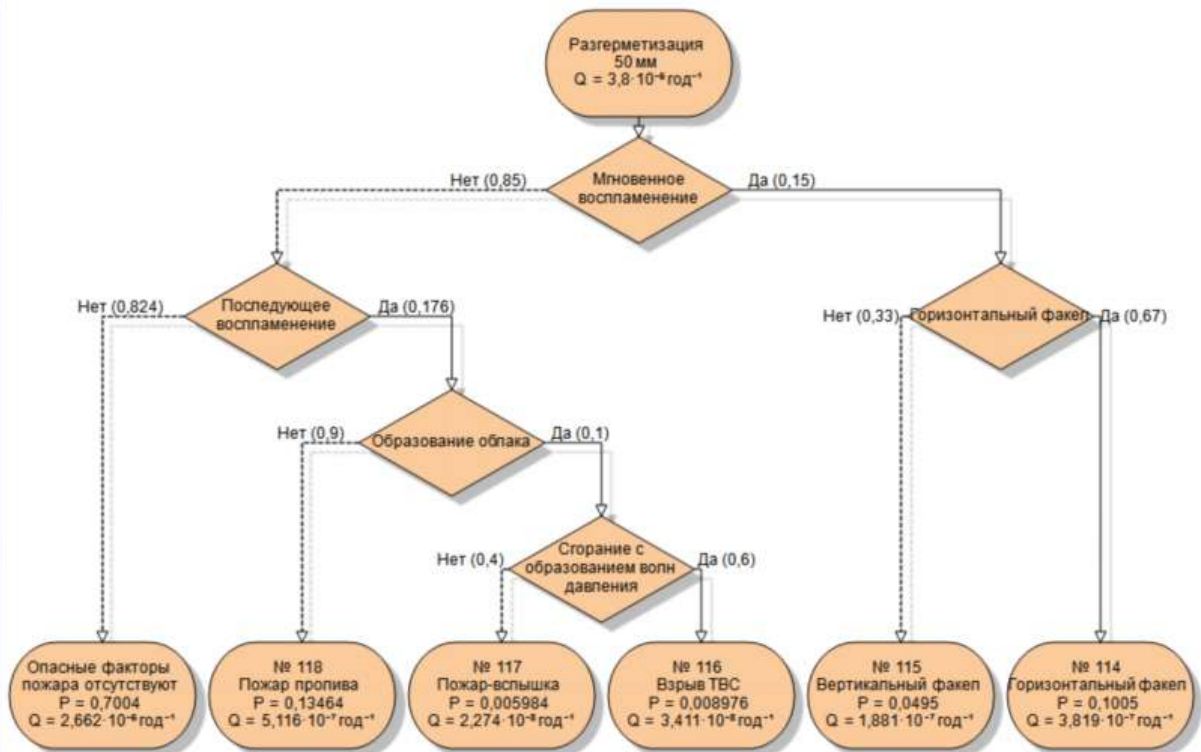 Разгерметизация
50 мм
Q = 3,8·10⁻⁶ год⁻¹
Нет (0,85)
Мгновенное
воспламенение
Да (0,15)
Нет (0,824)
Последующее
воспламенение
Да (0,176)
Нет (0,33)
Горизонтальный факел
Да (0,67)
Нет (0,9)
Образование облака
Да (0,1)
Нет (0,4)
Сгорание с
образованием волн
давления
Да (0,6)
Опасные факторы
пожара отсутствуют
P = 0,7004
Q = 2,662·10⁻⁶ год⁻¹
№ 118
Пожар пролива
P = 0,13464
Q = 5,116·10⁻⁷ год⁻¹
№ 117
Пожар-вспышка
P = 0,005984
Q = 2,274·10⁻⁸ год⁻¹
№ 116
Взрыв ТВС
P = 0,008976
Q = 3,411·10⁻⁸ год⁻¹
№ 115
Вертикальный факел
P = 0,0495
Q = 1,881·10⁻⁷ год⁻¹
№ 114
Горизонтальный факел
P = 0,1005
Q = 3,819·10⁻⁷ год⁻¹